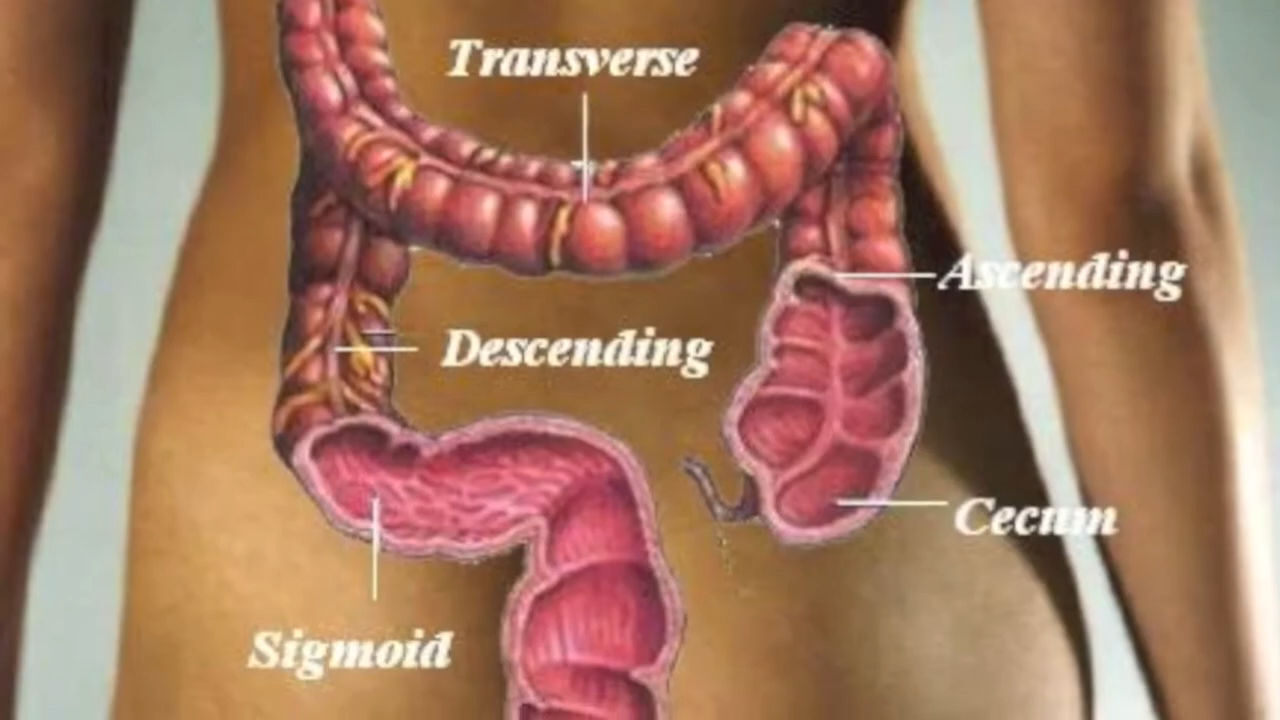 Transverse
Ascending
Descending
Cecum
Sigmoid